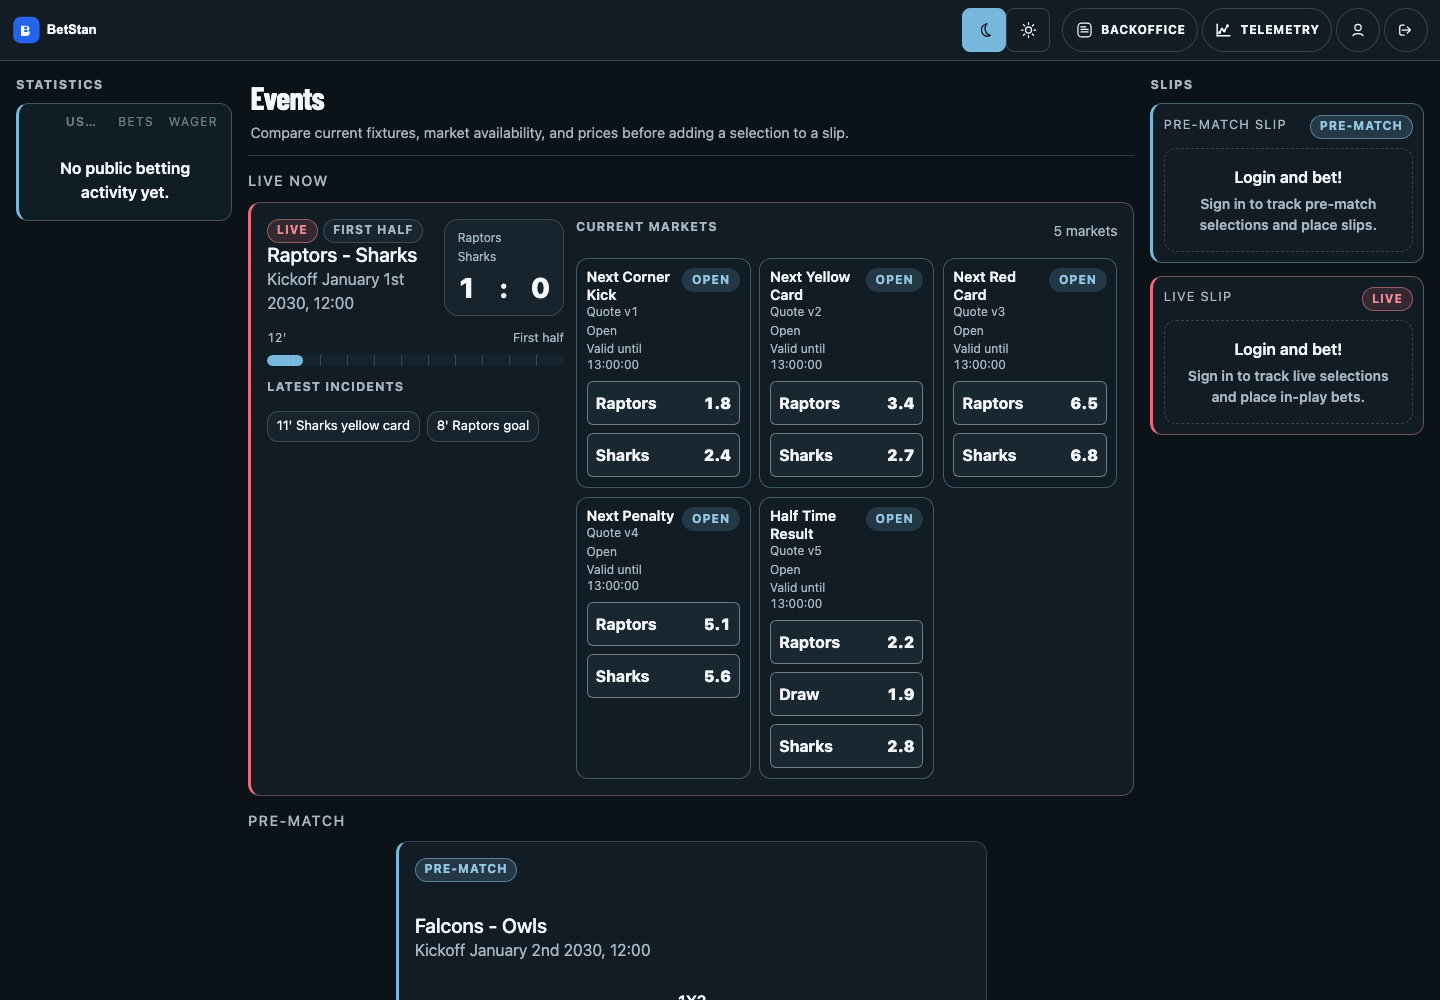 BetStan
BACKOFFICE
TELEMETRY
STATISTICS
US... BETS WAGER
No public betting
activity yet.
Events
Compare current fixtures, market availability, and prices before adding a selection to a slip.
LIVE NOW
LIVE FIRST HALF
Raptors - Sharks
Kickoff January 1st
2030, 12:00
Raptors
Sharks
1 : 0
12' First half
LATEST INCIDENTS
11' Sharks yellow card
8' Raptors goal
CURRENT MARKETS
5 markets
Next Corner
Kick
OPEN
Quote v1
Open
Valid until
13:00:00
Raptors 1.8
Sharks 2.4
Next Yellow
Card
OPEN
Quote v2
Open
Valid until
13:00:00
Raptors 3.4
Sharks 2.7
Next Red
Card
OPEN
Quote v3
Open
Valid until
13:00:00
Raptors 6.5
Sharks 6.8
Next Penalty
OPEN
Quote v4
Open
Valid until
13:00:00
Raptors 5.1
Sharks 5.6
Half Time
Result
OPEN
Quote v5
Open
Valid until
13:00:00
Raptors 2.2
Draw 1.9
Sharks 2.8
PRE-MATCH
PRE-MATCH
Falcons - Owls
Kickoff January 2nd 2030, 12:00
1X2
SLIPS
PRE-MATCH SLIP PRE-MATCH
Login and bet!
Sign in to track pre-match
selections and place slips.
LIVE SLIP LIVE
Login and bet!
Sign in to track live selections
and place in-play bets.